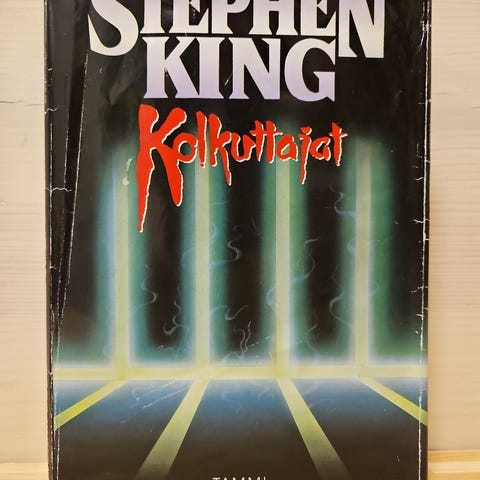 STEPHEN
KING
Kolkuttajat
TAMMI